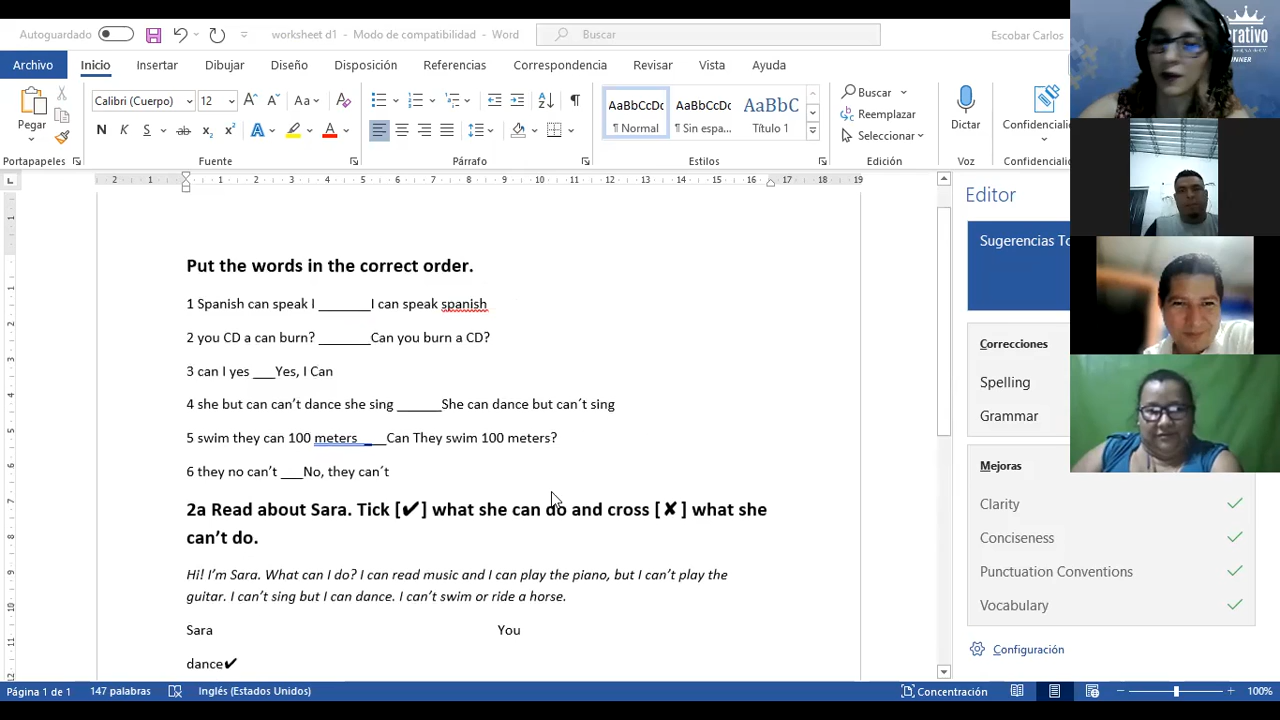 Autoguardado
worksheet d1 - Modo de compatibilidad - Word
Buscar
Escobar Carlos
Archivo Inicio Insertar Dibujar Diseño Disposición Referencias Correspondencia Revisar Vista Ayuda
Pegar
Calibri (Cuerpo) 12
AaBbCcDc AaBbCcDc AaBbC
¶ Normal ¶ Sin espa... Título 1
Buscar
Reemplazar
Seleccionar
Dictar
Confidencialid
Portapapeles Fuente Párrafo Estilos Edición Voz Confidencialid
Put the words in the correct order.
1 Spanish can speak I _______I can speak spanish
2 you CD a can burn? _______Can you burn a CD?
3 can I yes ___Yes, I Can
4 she but can can't dance she sing ______She can dance but can´t sing
5 swim they can 100 meters ___Can They swim 100 meters?
6 they no can't ___No, they can´t
2a Read about Sara. Tick [✔] what she can do and cross [✘] what she
can't do.
Hi! I'm Sara. What can I do? I can read music and I can play the piano, but I can't play the
guitar. I can't sing but I can dance. I can't swim or ride a horse.
Sara You
dance✔
Editor
Sugerencias To
Correcciones
Spelling
Grammar
Mejoras
Clarity
Conciseness
Punctuation Conventions
Vocabulary
Configuración
Página 1 de 1 147 palabras Inglés (Estados Unidos) Concentración 100%